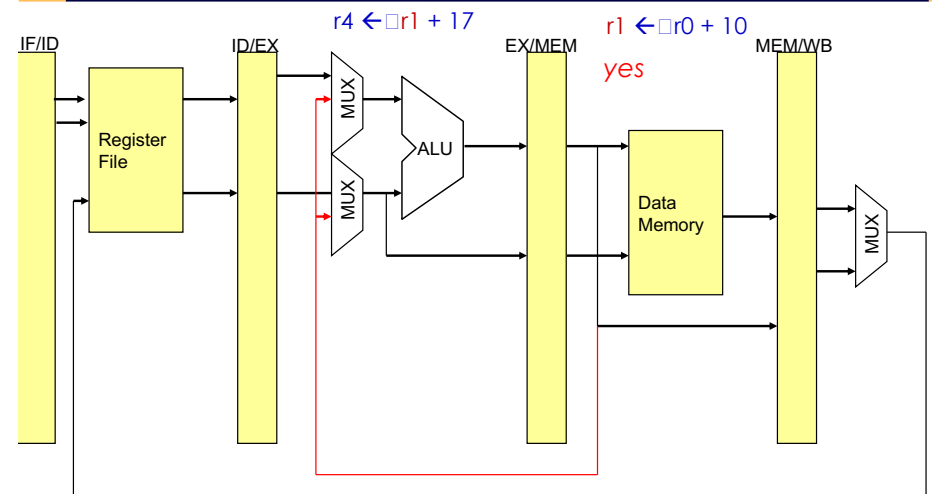 r4 ← □r1 + 17
r1 ← □r0 + 10
yes
IF/ID
ID/EX
EX/MEM
MEM/WB
MUX
ALU
Register
File
MUX
Data
Memory
MUX